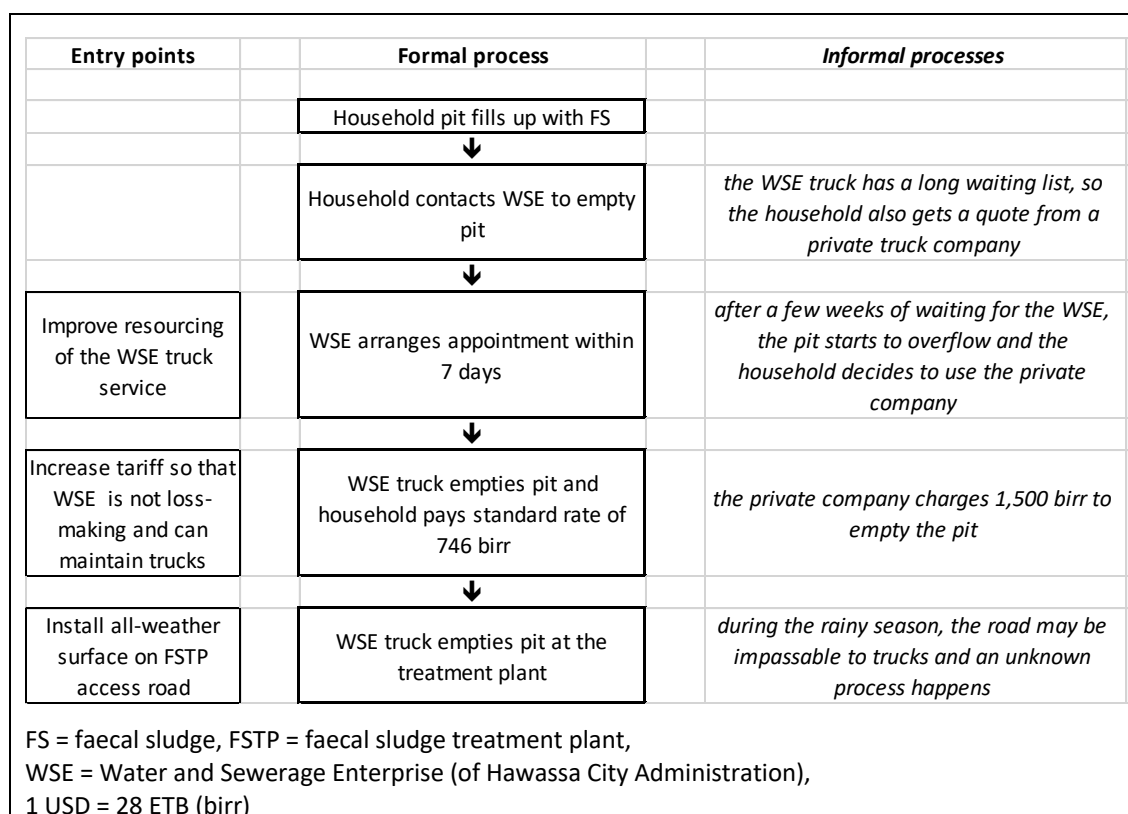 Entry points
Formal process
Informal processes
Household pit fills up with FS
Household contacts WSE to empty
pit
the WSE truck has a long waiting list, so
the household also gets a quote from a
private truck company
Improve resourcing
of the WSE truck
service
WSE arranges appointment within
7 days
after a few weeks of waiting for the WSE,
the pit starts to overflow and the
household decides to use the private
company
Increase tariff so that
WSE is not loss-
making and can
maintain trucks
WSE truck empties pit and
household pays standard rate of
746 birr
the private company charges 1,500 birr to
empty the pit
Install all-weather
surface on FSTP
access road
WSE truck empties pit at the
treatment plant
during the rainy season, the road may be
impassable to trucks and an unknown
process happens
FS = faecal sludge, FSTP = faecal sludge treatment plant,
WSE = Water and Sewerage Enterprise (of Hawassa City Administration),
1 USD = 28 ETB (birr)